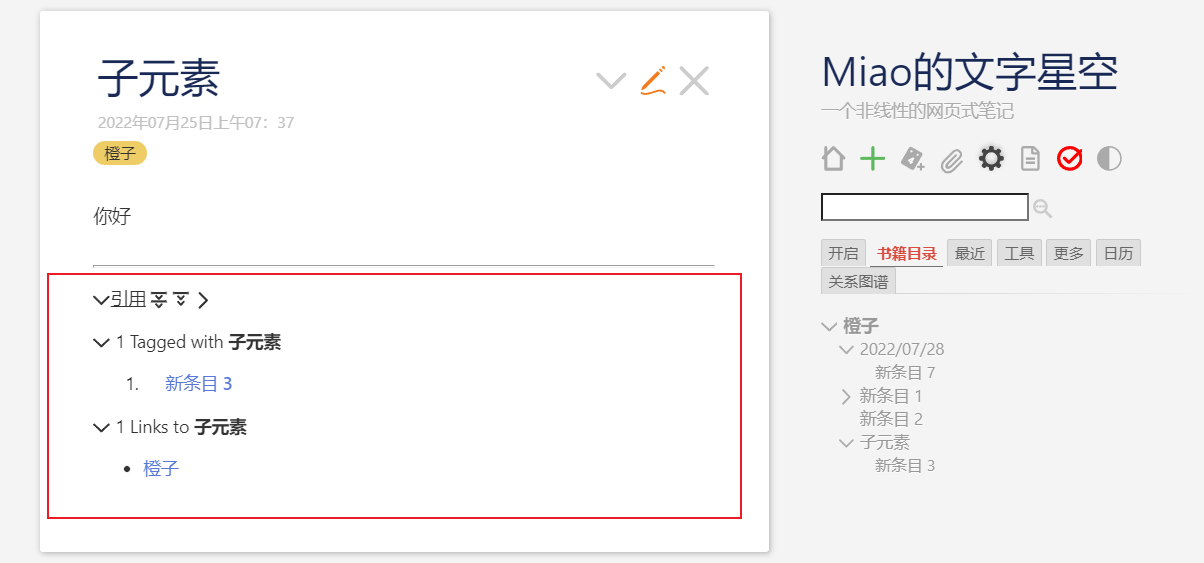 子元素
2022年07月25日上午07：37
橙子
你好
引用
1 Tagged with 子元素
1. 新条目 3
1 Links to 子元素
• 橙子
Miao的文字星空
一个非线性的网页式笔记
开启 书籍目录 最近 工具 更多 日历
关系图谱
橙子
2022/07/28
新条目 7
新条目 1
新条目 2
子元素
新条目 3